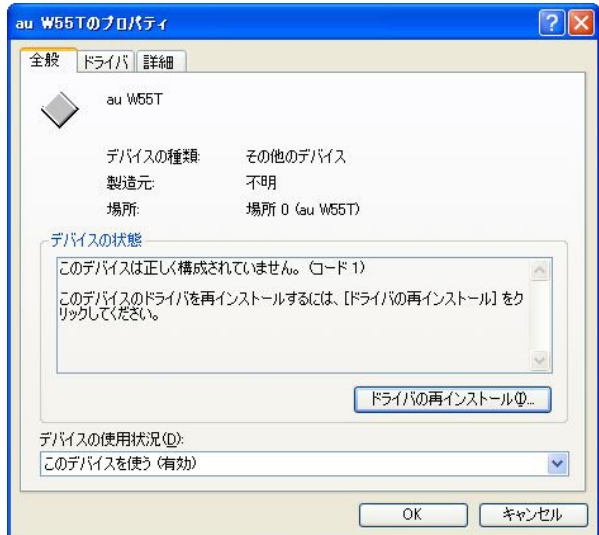 au W55Tのプロパティ
全般 ドライバ 詳細
au W55T
デバイスの種類: その他のデバイス
製造元: 不明
場所: 場所 0 (au W55T)
デバイスの状態
このデバイスは正しく構成されていません。(コード 1)
このデバイスのドライバを再インストールするには、[ドライバの再インストール] をク
リックしてください。
ドライバの再インストール(I)...
デバイスの使用状況(D):
このデバイスを使う (有効)
OK キャンセル